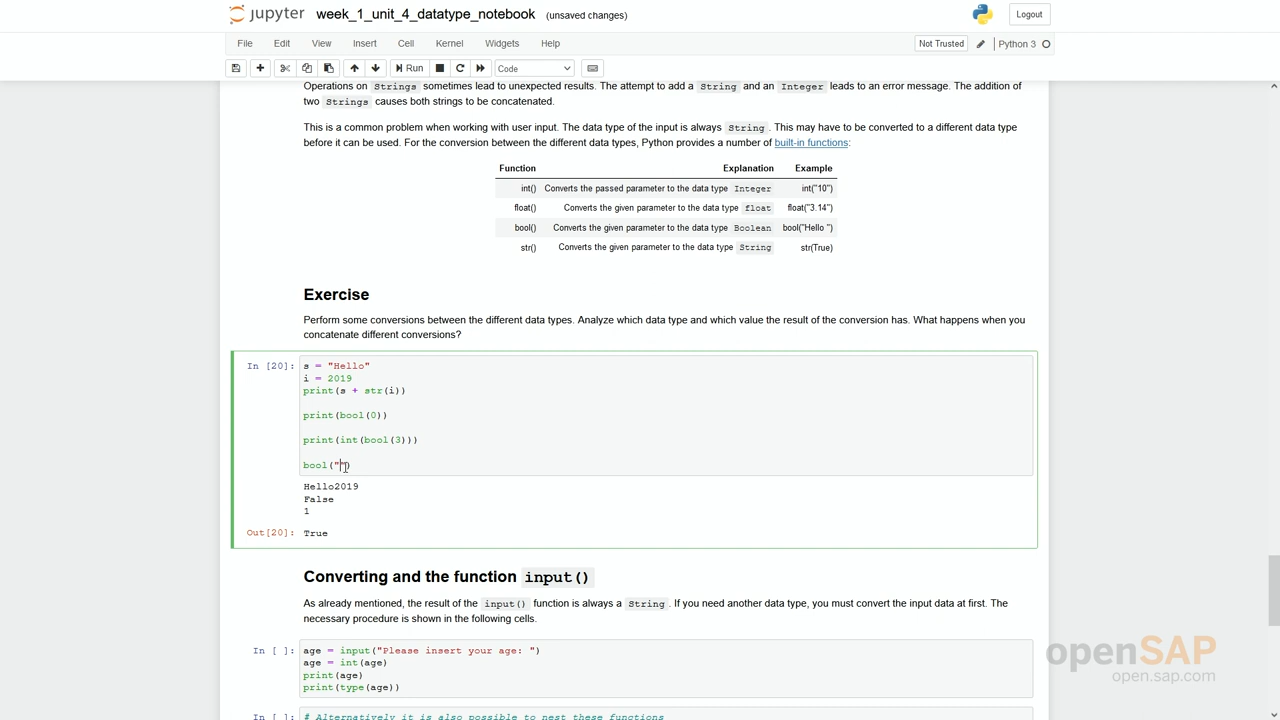 jupyter week_1_unit_4_datatype_notebook (unsaved changes) Logout
File Edit View Insert Cell Kernel Widgets Help Not Trusted Python 3
Run Code
Operations on Strings sometimes lead to unexpected results. The attempt to add a String and an Integer leads to an error message. The addition of
two Strings causes both strings to be concatenated.
This is a common problem when working with user input. The data type of the input is always String. This may have to be converted to a different data type
before it can be used. For the conversion between the different data types, Python provides a number of built-in functions:
Function Explanation Example
int() Converts the passed parameter to the data type Integer int("10")
float() Converts the given parameter to the data type float float("3.14")
bool() Converts the given parameter to the data type Boolean bool("Hello ")
str() Converts the given parameter to the data type String str(True)
Exercise
Perform some conversions between the different data types. Analyze which data type and which value the result of the conversion has. What happens when you
concatenate different conversions?
In [20]: s = "Hello"
i = 2019
print(s + str(i))
print(bool(0))
print(int(bool(3)))
bool("")
Hello2019
False
1
Out[20]: True
Converting and the function input()
As already mentioned, the result of the input() function is always a String. If you need another data type, you must convert the input data at first. The
necessary procedure is shown in the following cells.
In [ ]: age = input("Please insert your age: ")
age = int(age)
print(age)
print(type(age))
In [ ]: # Alternatively it is also possible to nest these functions
openSAP
open.sap.com